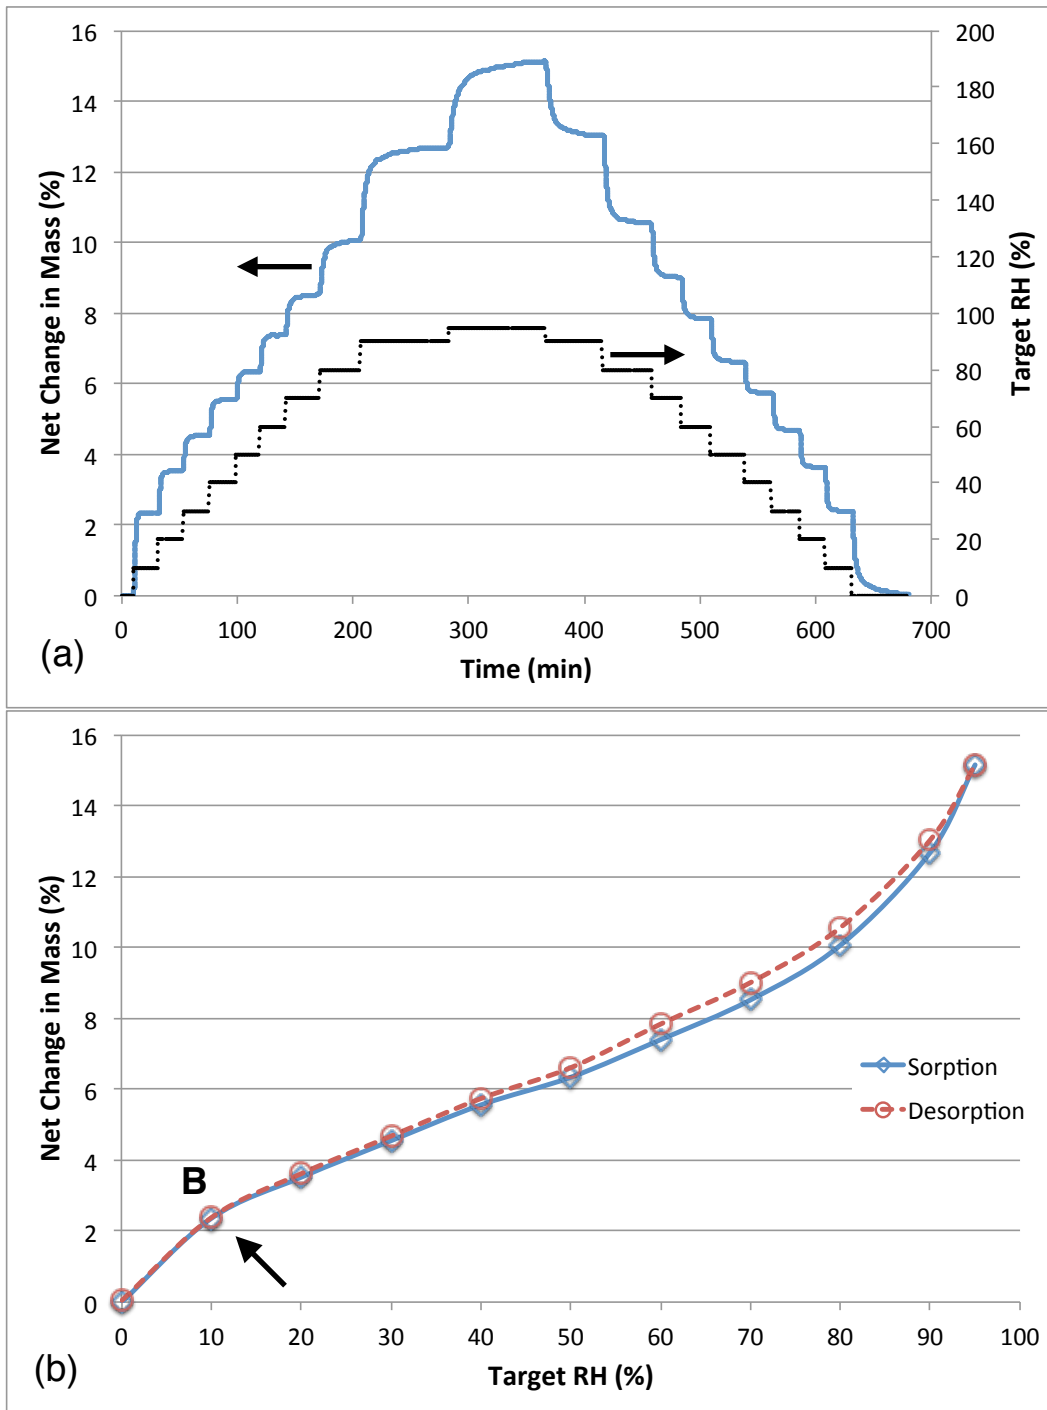 16
14
12
10
8
6
4
2
0
Net Change in Mass (%)
200
180
160
140
120
100
80
60
40
20
0
Target RH (%)
0 100 200 300 400 500 600 700
Time (min)
(a)
16
14
12
10
8
6
4
2
0
Net Change in Mass (%)
B
Sorption
Desorption
0 10 20 30 40 50 60 70 80 90 100
Target RH (%)
(b)